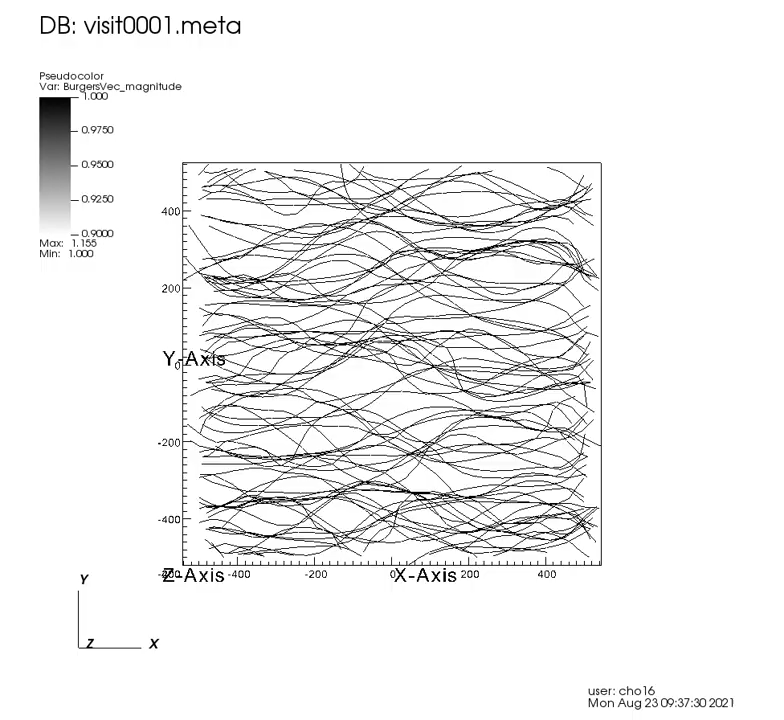 DB: visit0001.meta
Pseudocolor
Var: BurgersVec_magnitude
1.000
0.9750
0.9500
0.9250
0.9000
Max: 1.155
Min: 1.000
400
200
Y-Axis
0
-200
-400
Z-Axis -400 -200 0 X-Axis 200 400
Y
Z X
user: cho16
Mon Aug 23 09:37:30 2021